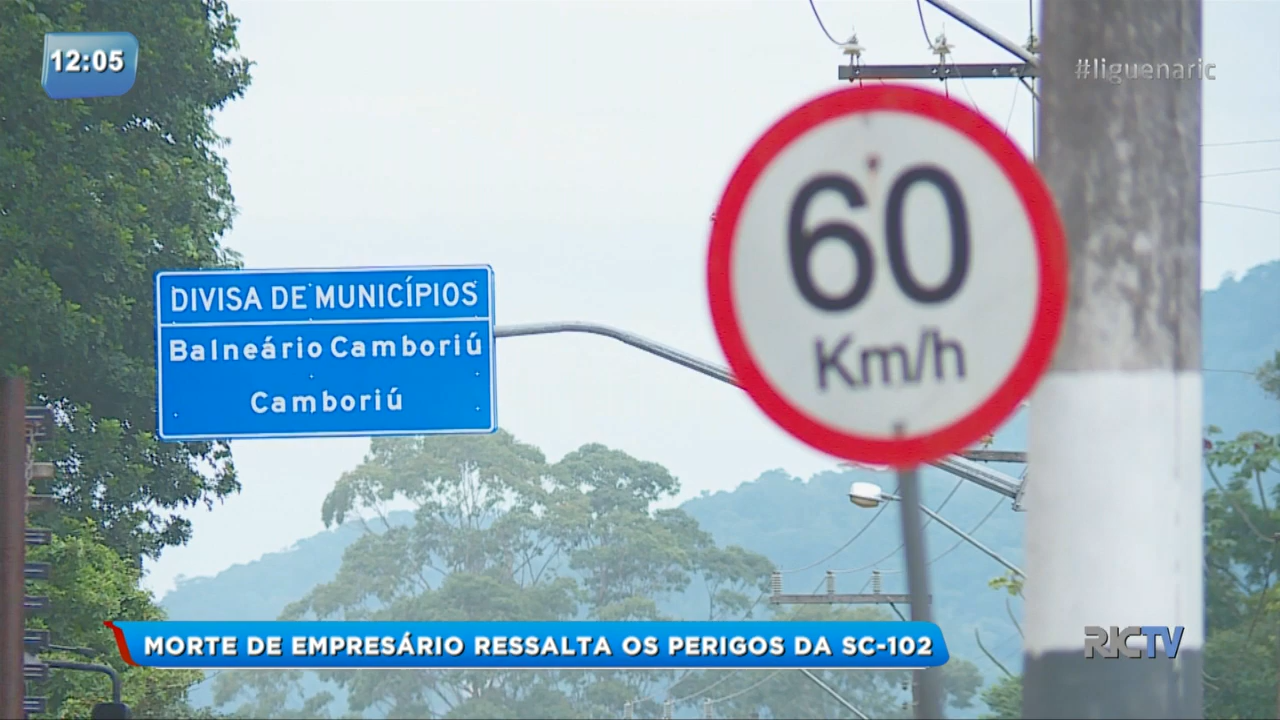 12:05
#liguenaric
60
Km/h
DIVISA DE MUNICÍPIOS
Balneário Camboriú
Camboriú
MORTE DE EMPRESÁRIO RESSALTA OS PERIGOS DA SC-102
RICTV